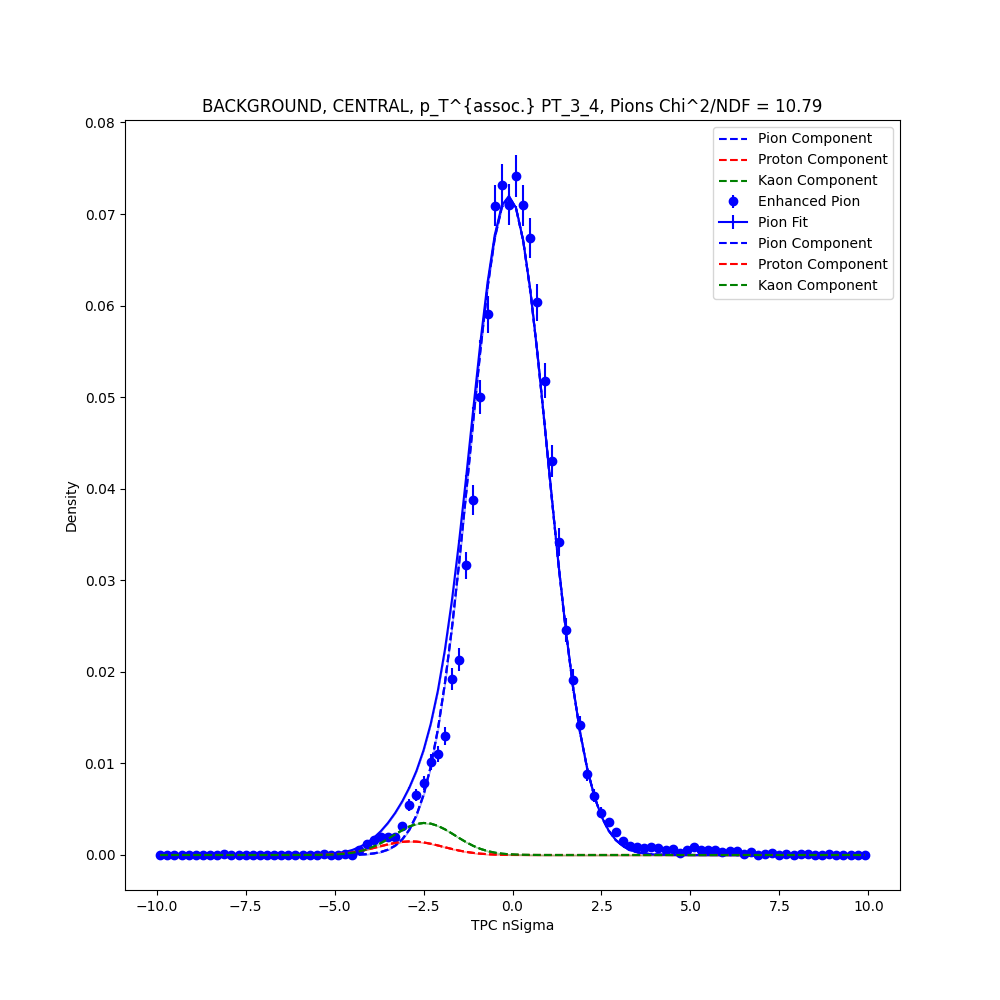 BACKGROUND, CENTRAL, p_T^{assoc.} PT_3_4, Pions Chi^2/NDF = 10.79
Pion Component
Proton Component
Kaon Component
Enhanced Pion
Pion Fit
Pion Component
Proton Component
Kaon Component
0.08
0.07
0.06
0.05
0.04
0.03
0.02
0.01
0.00
Density
−10.0 −7.5 −5.0 −2.5 0.0 2.5 5.0 7.5 10.0
TPC nSigma